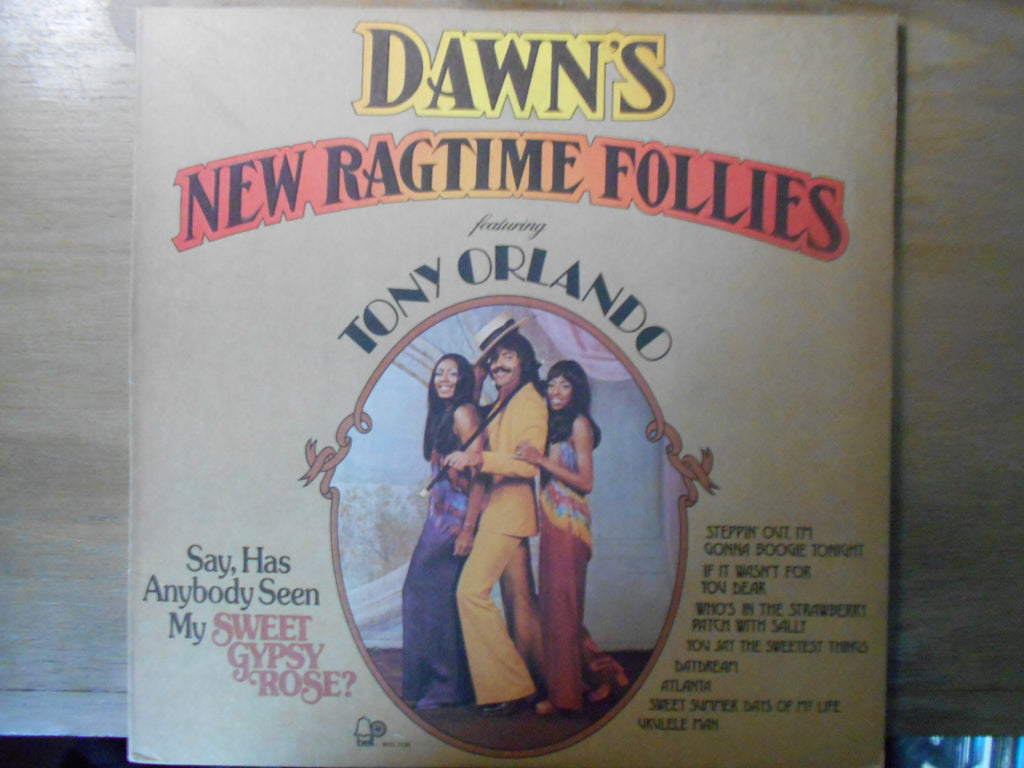 DAWN'S
NEW RAGTIME FOLLIES
featuring
TONY ORLANDO
Say, Has
Anybody Seen
My SWEET
GYPSY
ROSE?
STEPPIN' OUT, I'M
GONNA BOOGIE TONIGHT
IF IT WASN'T FOR
YOU DEAR
WHO'S IN THE STRAWBERRY
PATCH WITH SALLY
YOU SAY THE SWEETEST THINGS
DAYDREAM
ATLANTA
SWEET SUMMER DAYS OF MY LIFE
UKULELE MAN
bell